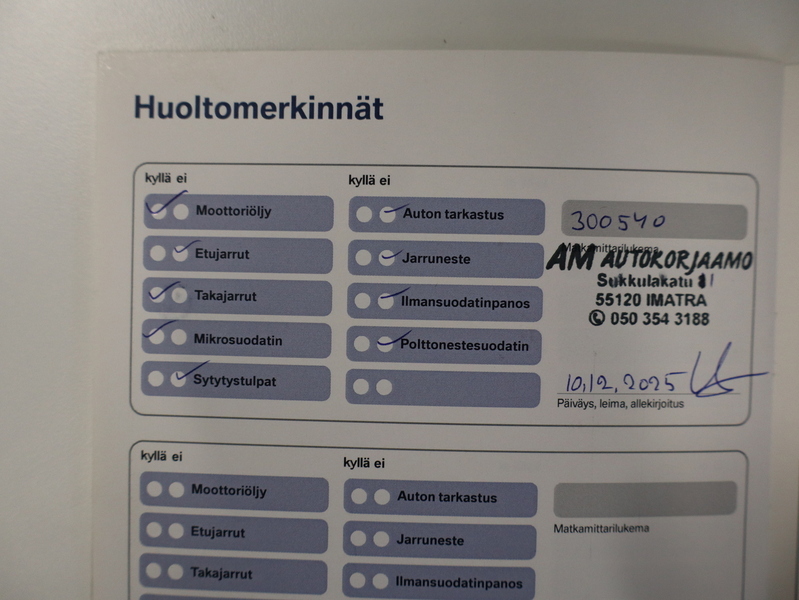 Huoltomerkinnät
kyllä ei
Moottoriöljy
Etujarrut
Takajarrut
Mikrosuodatin
Sytytystulpat
kyllä ei
Auton tarkastus
Jarruneste
Ilmansuodatinpanos
Polttonestesuodatin
300540
Matkamittarilukema
AM AUTOKORJAAMO
Sukkulakatu
55120 IMATRA
050 354 3188
10,12,2025
Päiväys, leima, allekirjoitus
kyllä ei
Moottoriöljy
Etujarrut
Takajarrut
kyllä ei
Auton tarkastus
Jarruneste
Ilmansuodatinpanos
Matkamittarilukema